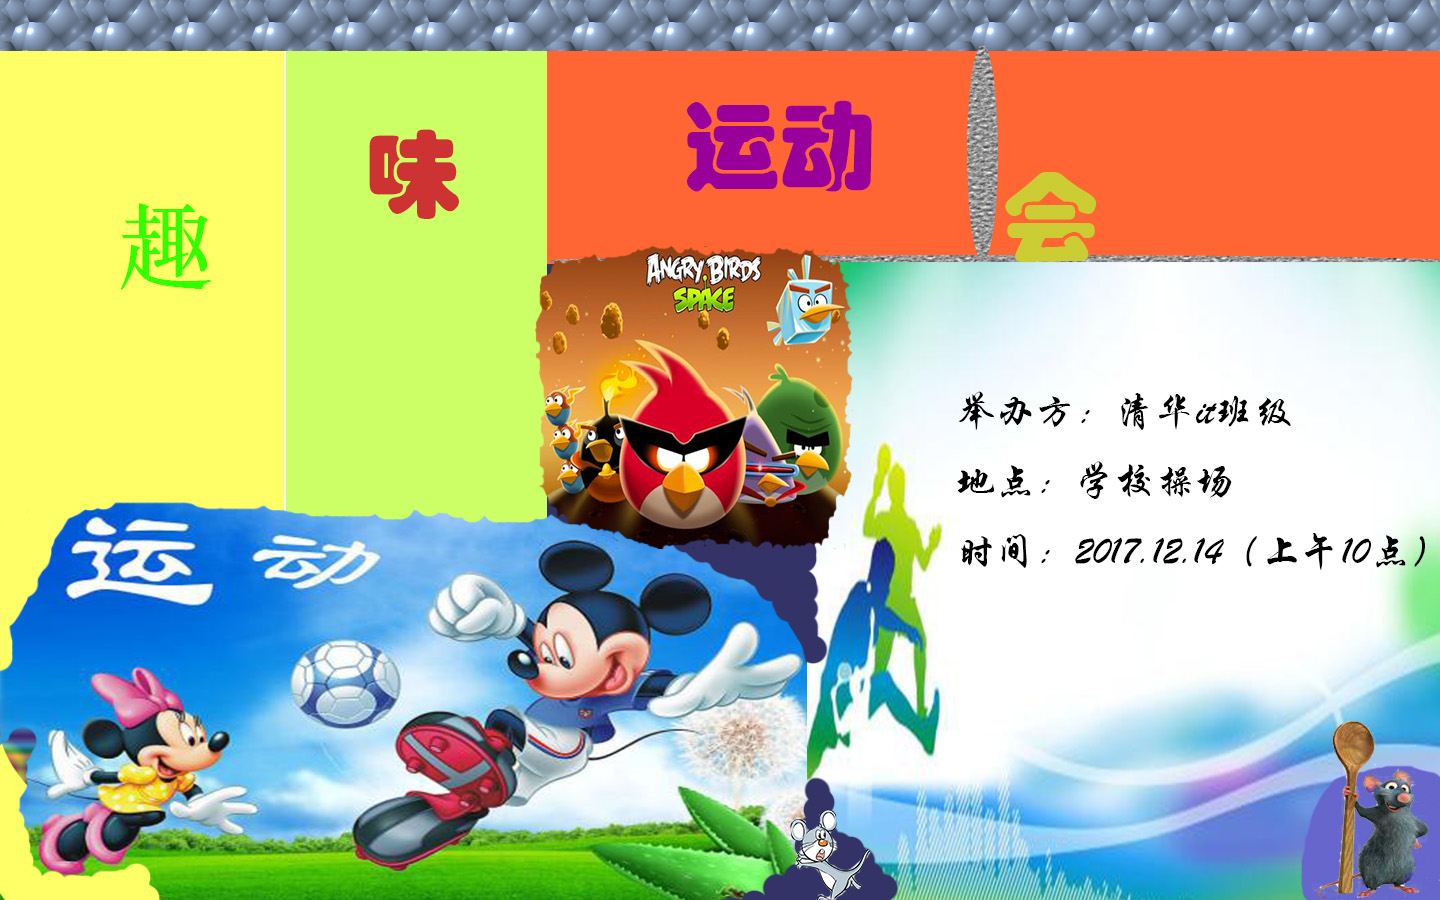 趣味运动会
ANGRY BIRDS
SPACE
举办方：清华it班级
地点：学校操场
时间：2017.12.14（上午10点）
运动